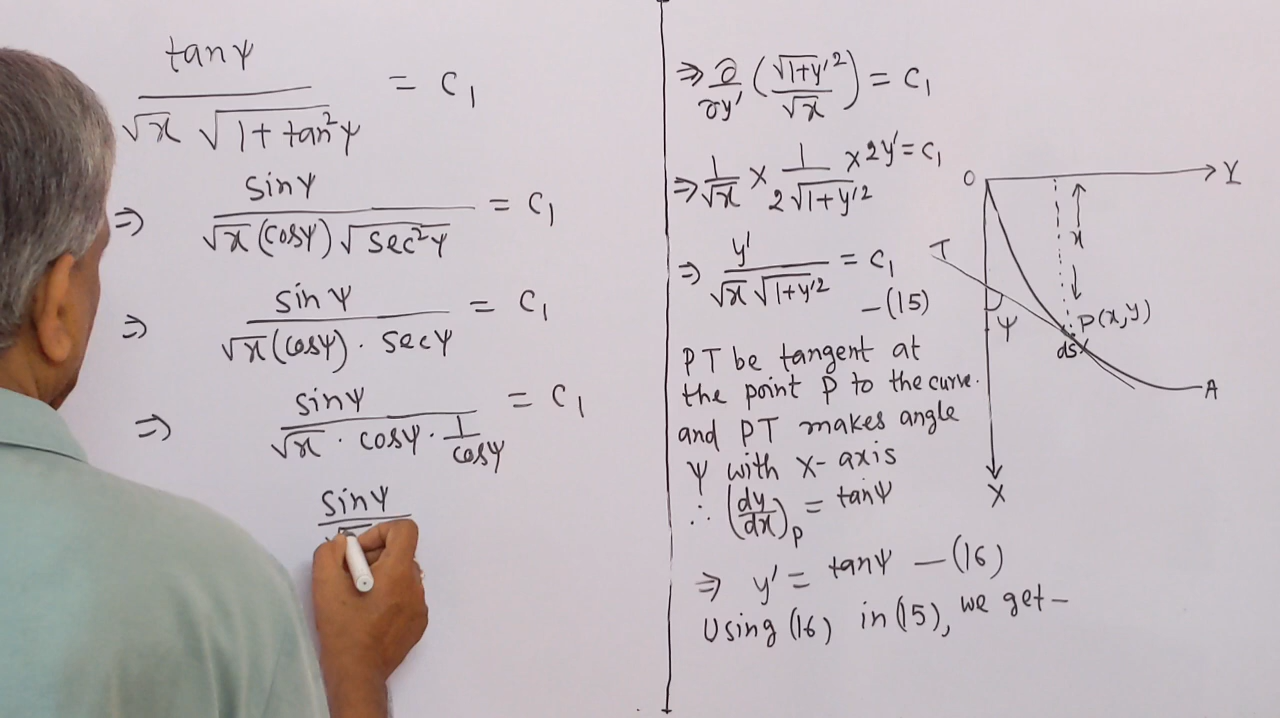 tanψ / √x √1+tan²ψ = C₁
⇒ sinψ / √x (cosψ) √sec²ψ = C₁
⇒ sinψ / √x (cosψ) · secψ = C₁
⇒ sinψ / √x · cosψ · 1/cosψ = C₁
sinψ / √
⇒ ∂/∂y' (√1+y'² / √x) = C₁
⇒ 1/√x × 1/2√1+y'² × 2y' = C₁
⇒ y' / √x √1+y'² = C₁
—(15)
PT be tangent at
the point P to the curve.
and PT makes angle
ψ with X-axis
∴ (dy/dx)ₚ = tanψ
⇒ y' = tanψ —(16)
Using (16) in (15), we get—
O
Y
x
T
ψ
P(x,y)
ds
A
X